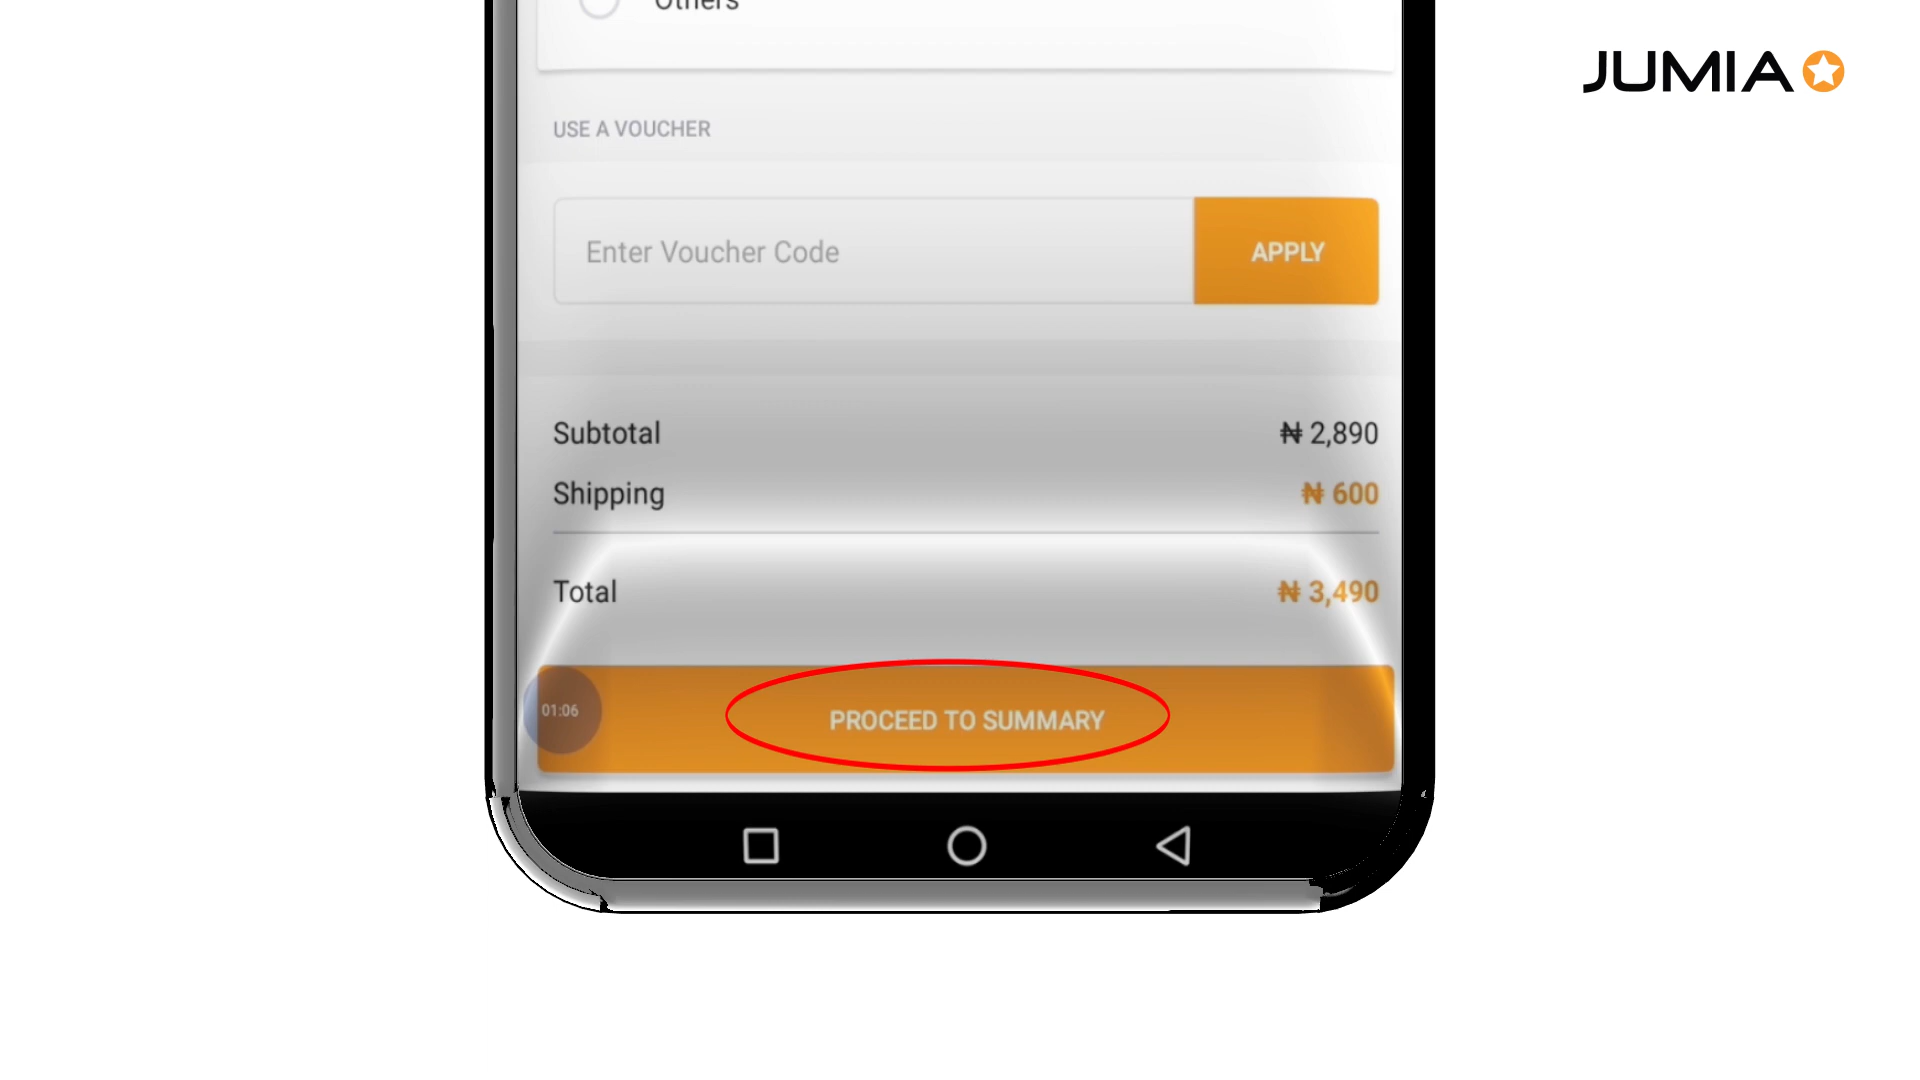 Others
JUMIA
USE A VOUCHER
Enter Voucher Code
APPLY
Subtotal
₦ 2,890
Shipping
₦ 600
Total
₦ 3,490
01:06
PROCEED TO SUMMARY